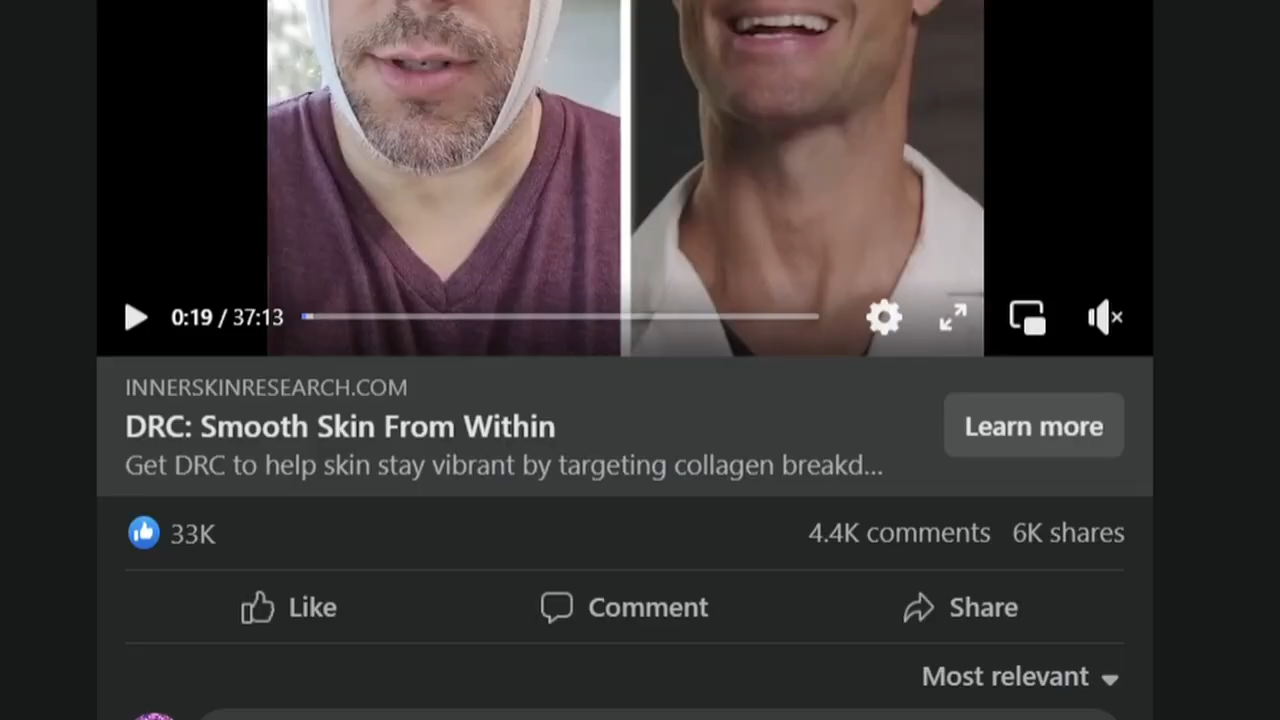 0:19 / 37:13
INNERSKINRESEARCH.COM
DRC: Smooth Skin From Within
Learn more
Get DRC to help skin stay vibrant by targeting collagen breakd...
33K
4.4K comments 6K shares
Like Comment Share
Most relevant